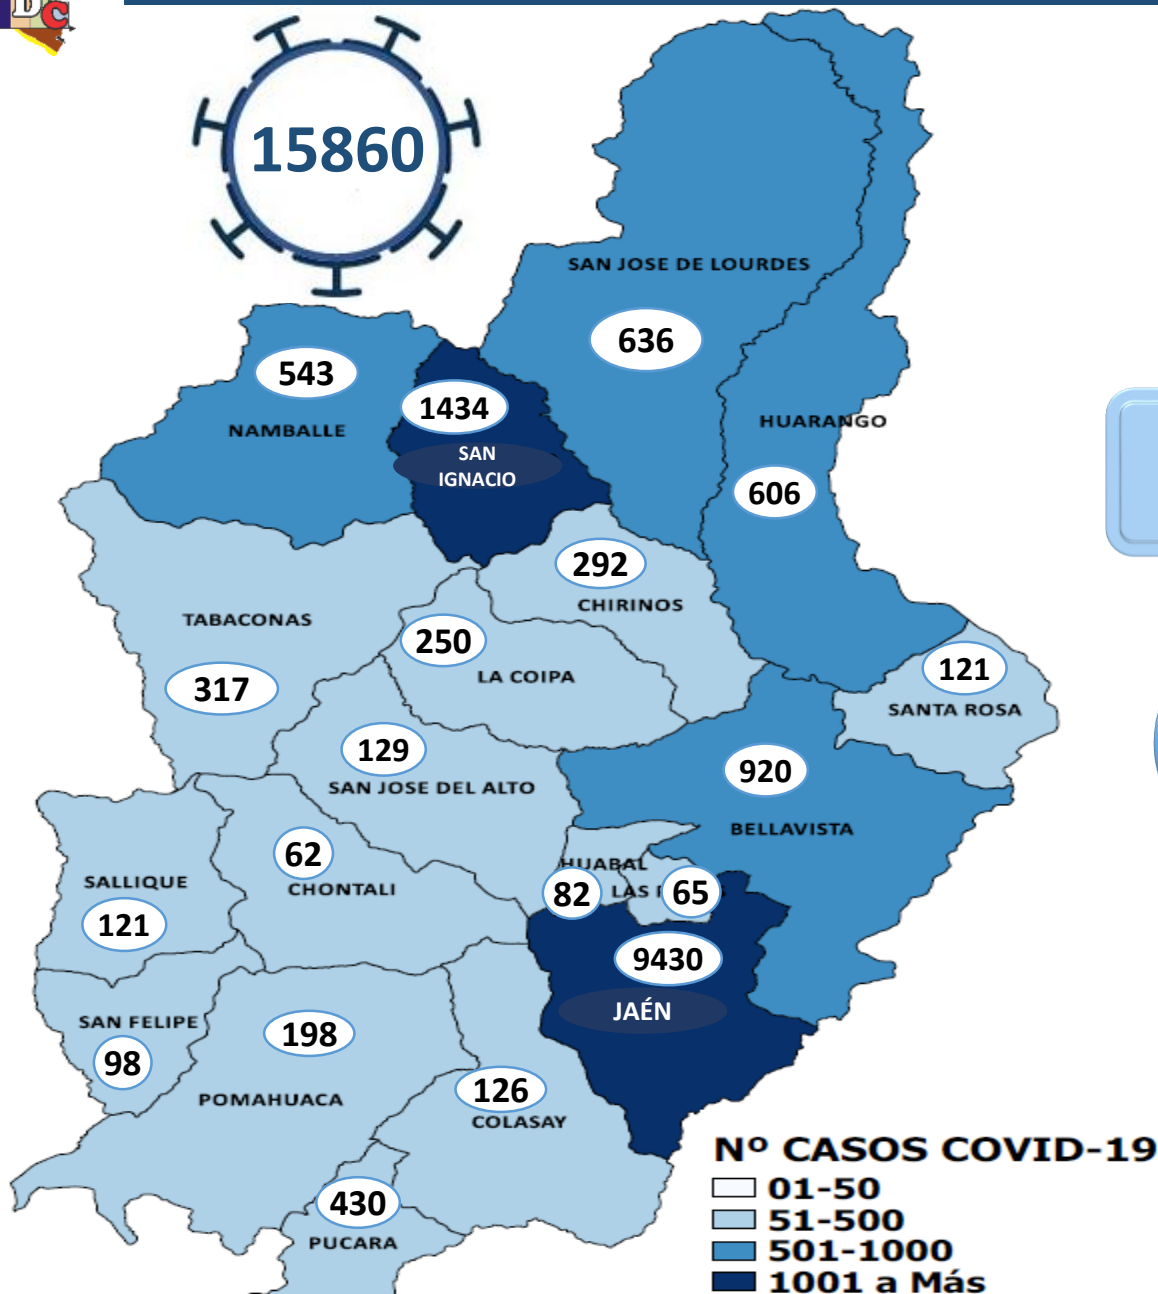 DC
15860
SAN JOSE DE LOURDES
636
543
NAMBALLE
1434
SAN
IGNACIO
HUARANGO
606
292
CHIRINOS
TABACONAS
317
250
LA COIPA
121
SANTA ROSA
129
SAN JOSE DEL ALTO
920
BELLAVISTA
62
CHONTALI
HUABAL
82
LAS
65
SALLIQUE
121
9430
JAÉN
SAN FELIPE
98
198
POMAHUACA
126
COLASAY
430
PUCARA
Nº CASOS COVID-19
01-50
51-500
501-1000
1001 a Más